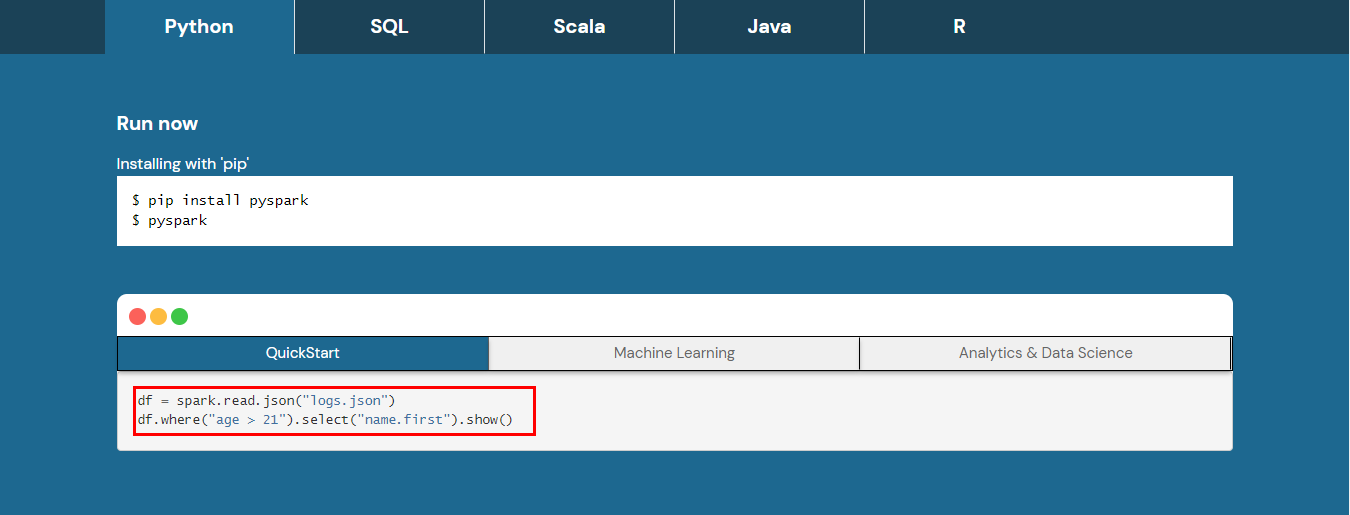 Python SQL Scala Java R
Run now
Installing with 'pip'
$ pip install pyspark
$ pyspark
QuickStart Machine Learning Analytics & Data Science
df = spark.read.json("logs.json")
df.where("age > 21").select("name.first").show()